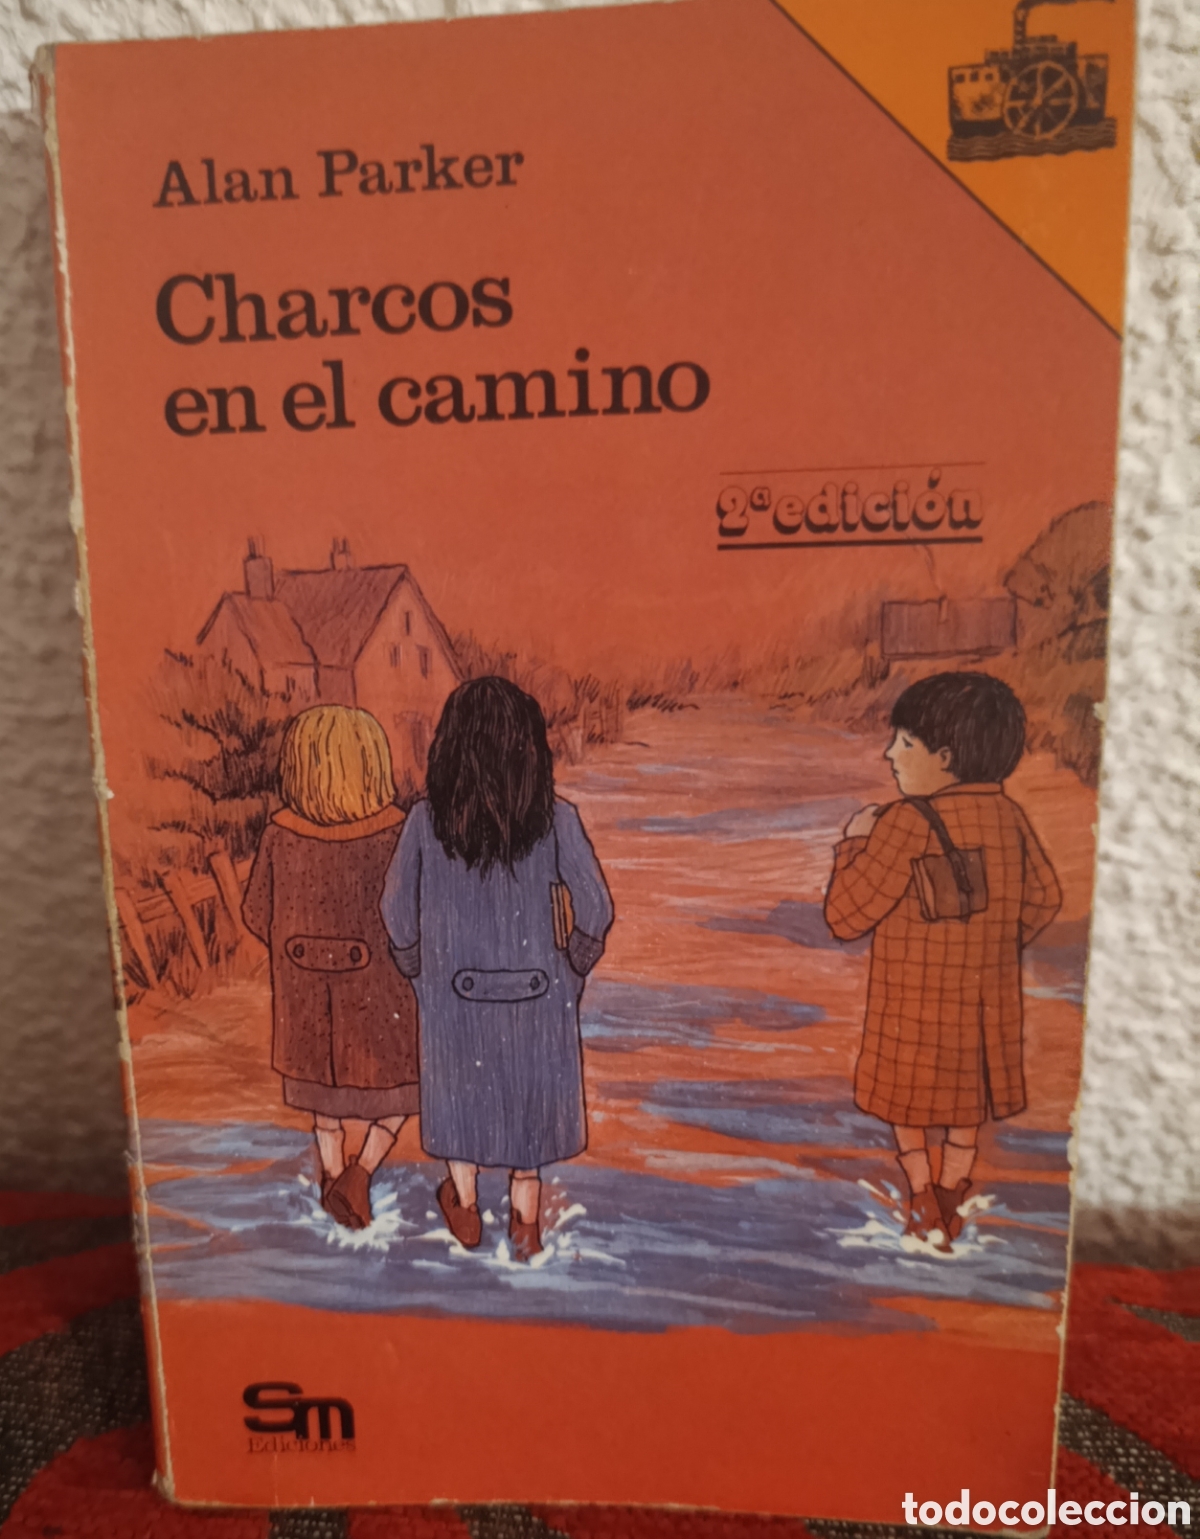 Alan Parker
Charcos
en el camino
2ª edición
Sm
Ediciones
todocoleccion